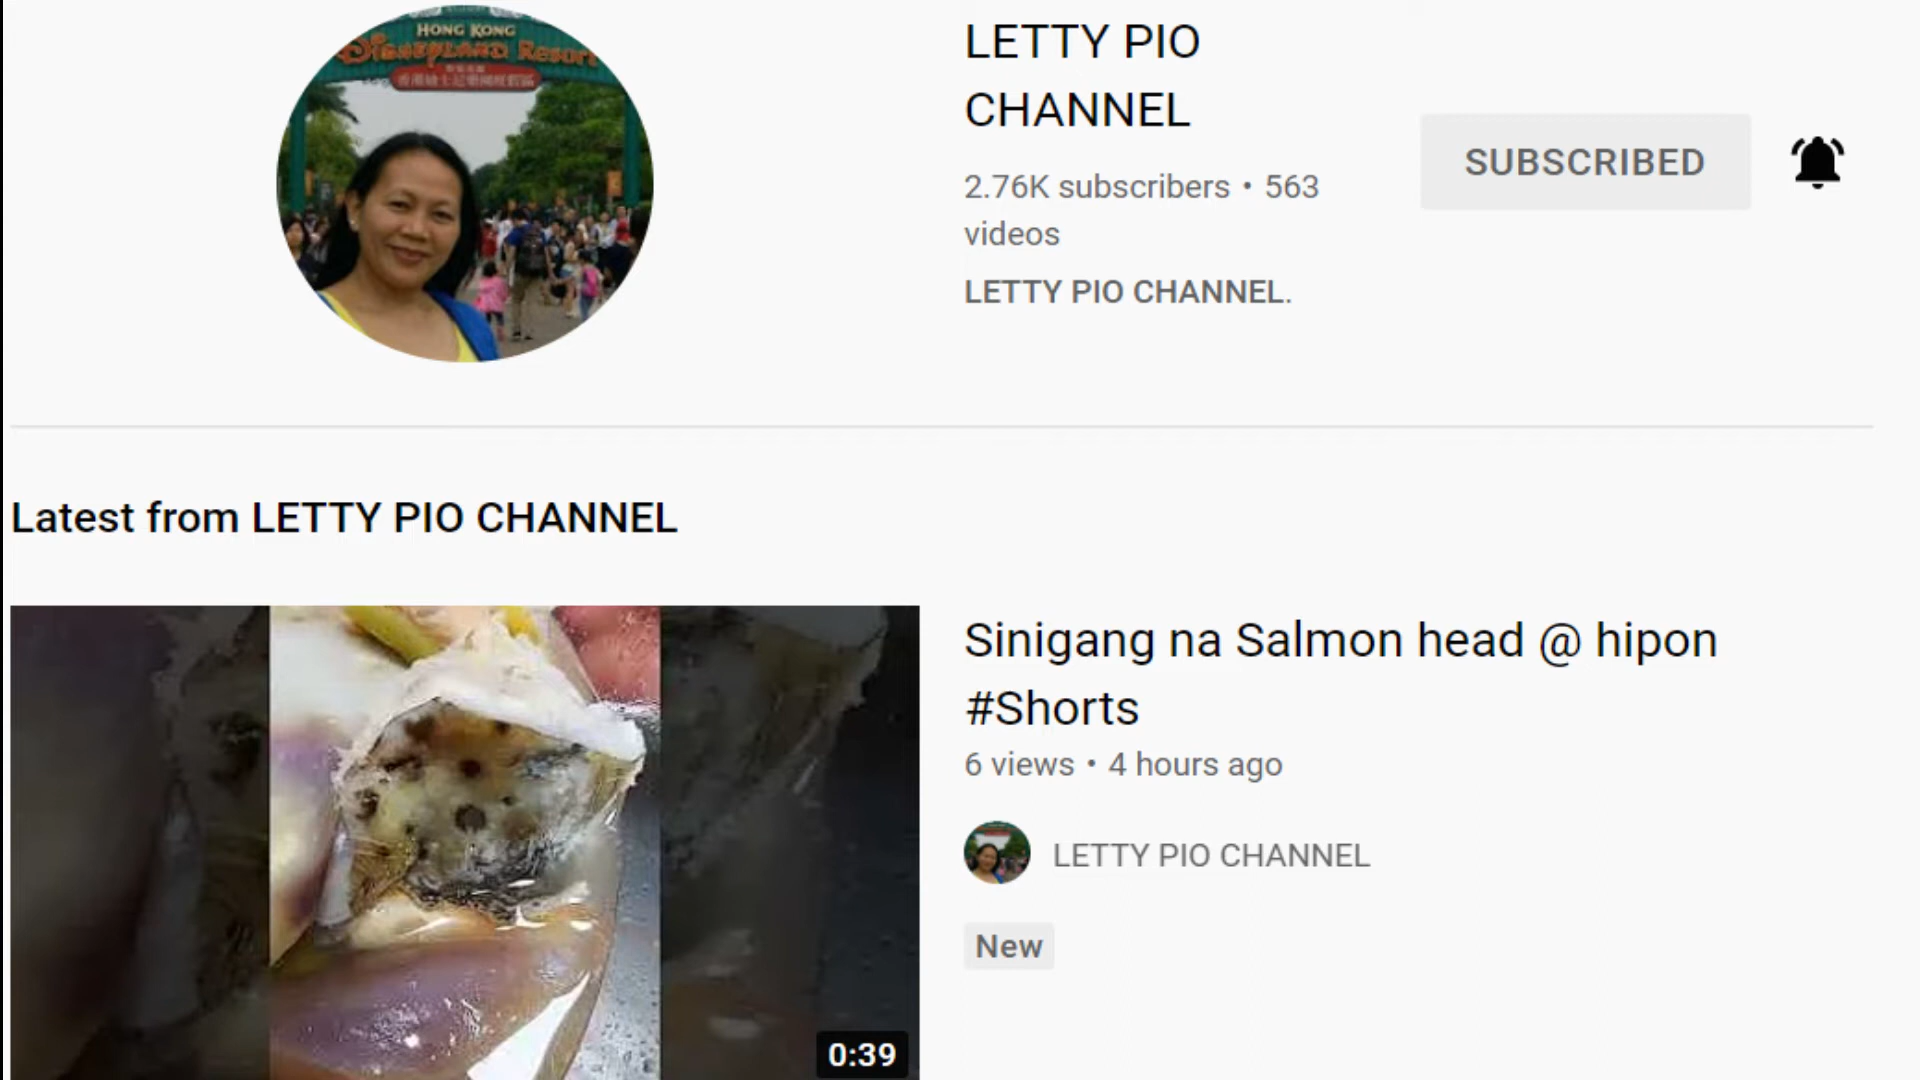 HONG KONG
DISNEYLAND Resort
LETTY PIO
CHANNEL
2.76K subscribers • 563
videos
LETTY PIO CHANNEL.
SUBSCRIBED
Latest from LETTY PIO CHANNEL
Sinigang na Salmon head @ hipon
#Shorts
6 views • 4 hours ago
LETTY PIO CHANNEL
New
0:39